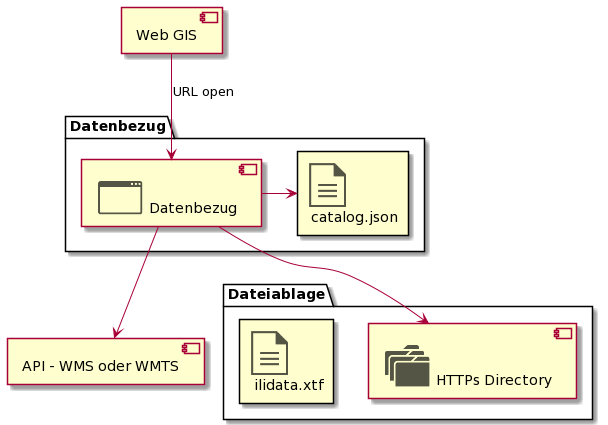 Web GIS
URL open
Datenbezug
Datenbezug
catalog.json
Dateiablage
API - WMS oder WMTS
ilidata.xtf
HTTPs Directory